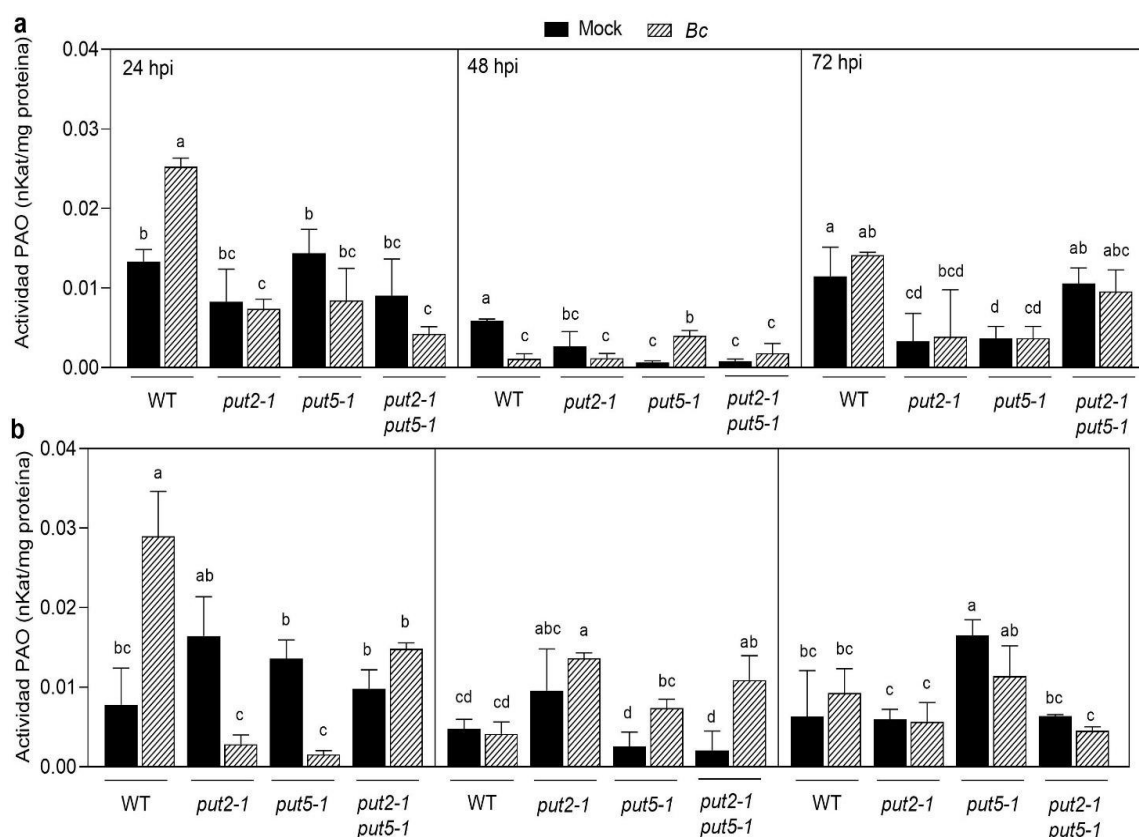 a
Mock Bc
Actividad PAO (nKat/mg proteína)
0.04
0.03
0.02
0.01
0.00
24 hpi 48 hpi 72 hpi
b a bc c b bc bc c
a c bc c c b c c
a ab cd bcd d cd ab abc
WT put2-1 put5-1 put2-1 WT put2-1 put5-1 put2-1 WT put2-1 put5-1 put2-1
put5-1 put5-1 put5-1
b
Actividad PAO (nKat/mg proteína)
0.04
0.03
0.02
0.01
0.00
bc a ab c b c b b
cd cd abc a d bc d ab
bc bc c c a ab bc c
WT put2-1 put5-1 put2-1 WT put2-1 put5-1 put2-1 WT put2-1 put5-1 put2-1
put5-1 put5-1 put5-1